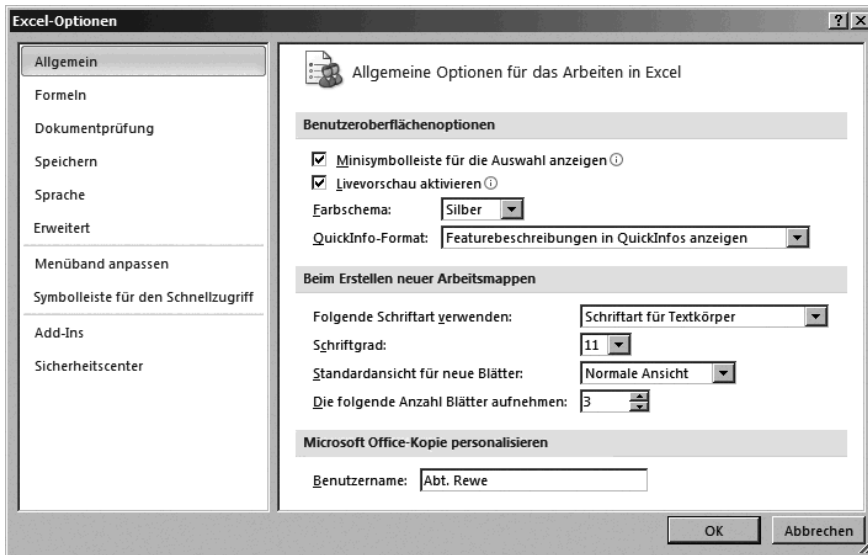 Excel-Optionen
Allgemein
Formeln
Dokumentprüfung
Speichern
Sprache
Erweitert
Menüband anpassen
Symbolleiste für den Schnellzugriff
Add-Ins
Sicherheitscenter
Allgemeine Optionen für das Arbeiten in Excel
Benutzeroberflächenoptionen
Minisymbolleiste für die Auswahl anzeigen
Livevorschau aktivieren
Farbschema: Silber
QuickInfo-Format: Featurebeschreibungen in QuickInfos anzeigen
Beim Erstellen neuer Arbeitsmappen
Folgende Schriftart verwenden: Schriftart für Textkörper
Schriftgrad: 11
Standardansicht für neue Blätter: Normale Ansicht
Die folgende Anzahl Blätter aufnehmen: 3
Microsoft Office-Kopie personalisieren
Benutzername: Abt. Rewe
OK Abbrechen